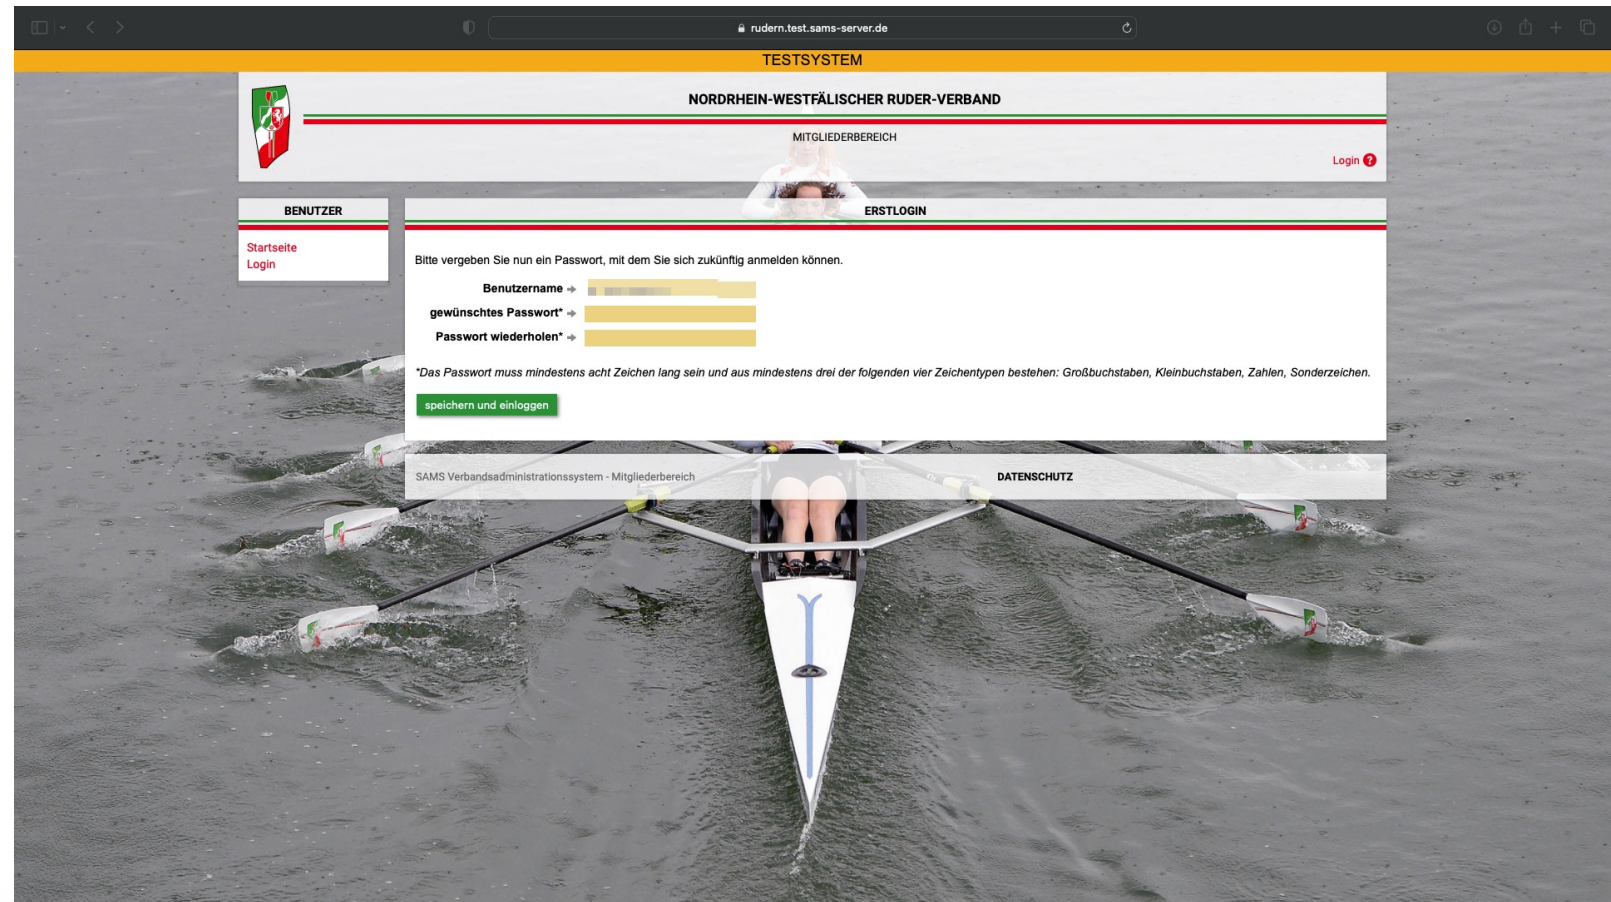 rudern.test.sams-server.de
TESTSYSTEM
NORDRHEIN-WESTFÄLISCHER RUDER-VERBAND
MITGLIEDERBEREICH
Login ?
BENUTZER
Startseite
Login
ERSTLOGIN
Bitte vergeben Sie nun ein Passwort, mit dem Sie sich zukünftig anmelden können.
Benutzername
gewünschtes Passwort*
Passwort wiederholen*
*Das Passwort muss mindestens acht Zeichen lang sein und aus mindestens drei der folgenden vier Zeichentypen bestehen: Großbuchstaben, Kleinbuchstaben, Zahlen, Sonderzeichen.
speichern und einloggen
SAMS Verbandsadministrationssystem - Mitgliederbereich
DATENSCHUTZ